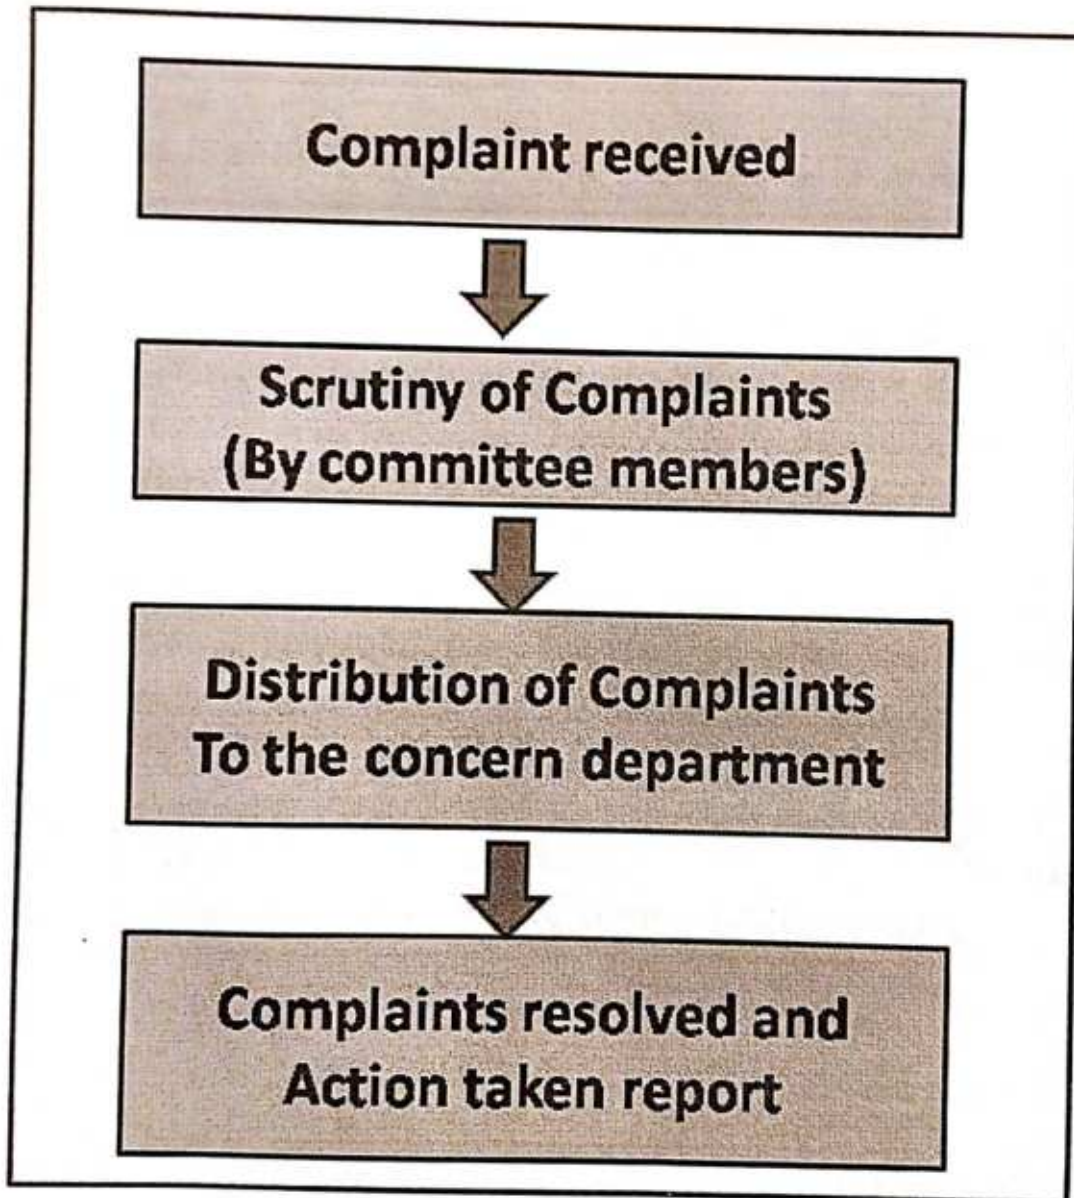 Complaint received
Scrutiny of Complaints
(By committee members)
Distribution of Complaints
To the concern department
Complaints resolved and
Action taken report